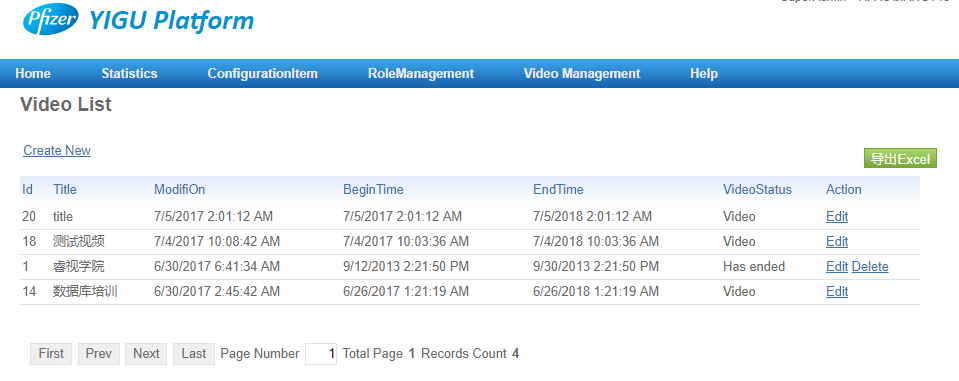 Pfizer YIGU Platform
Home Statistics ConfigurationItem RoleManagement Video Management Help
Video List
Create New
导出Excel
Id Title ModifiOn BeginTime EndTime VideoStatus Action
20 title 7/5/2017 2:01:12 AM 7/5/2017 2:01:12 AM 7/5/2018 2:01:12 AM Video Edit
18 测试视频 7/4/2017 10:08:42 AM 7/4/2017 10:03:36 AM 7/4/2018 10:03:36 AM Video Edit
1 睿视学院 6/30/2017 6:41:34 AM 9/12/2013 2:21:50 PM 9/30/2013 2:21:50 PM Has ended Edit Delete
14 数据库培训 6/30/2017 2:45:42 AM 6/26/2017 1:21:19 AM 6/26/2018 1:21:19 AM Video Edit
First Prev Next Last Page Number 1 Total Page 1 Records Count 4